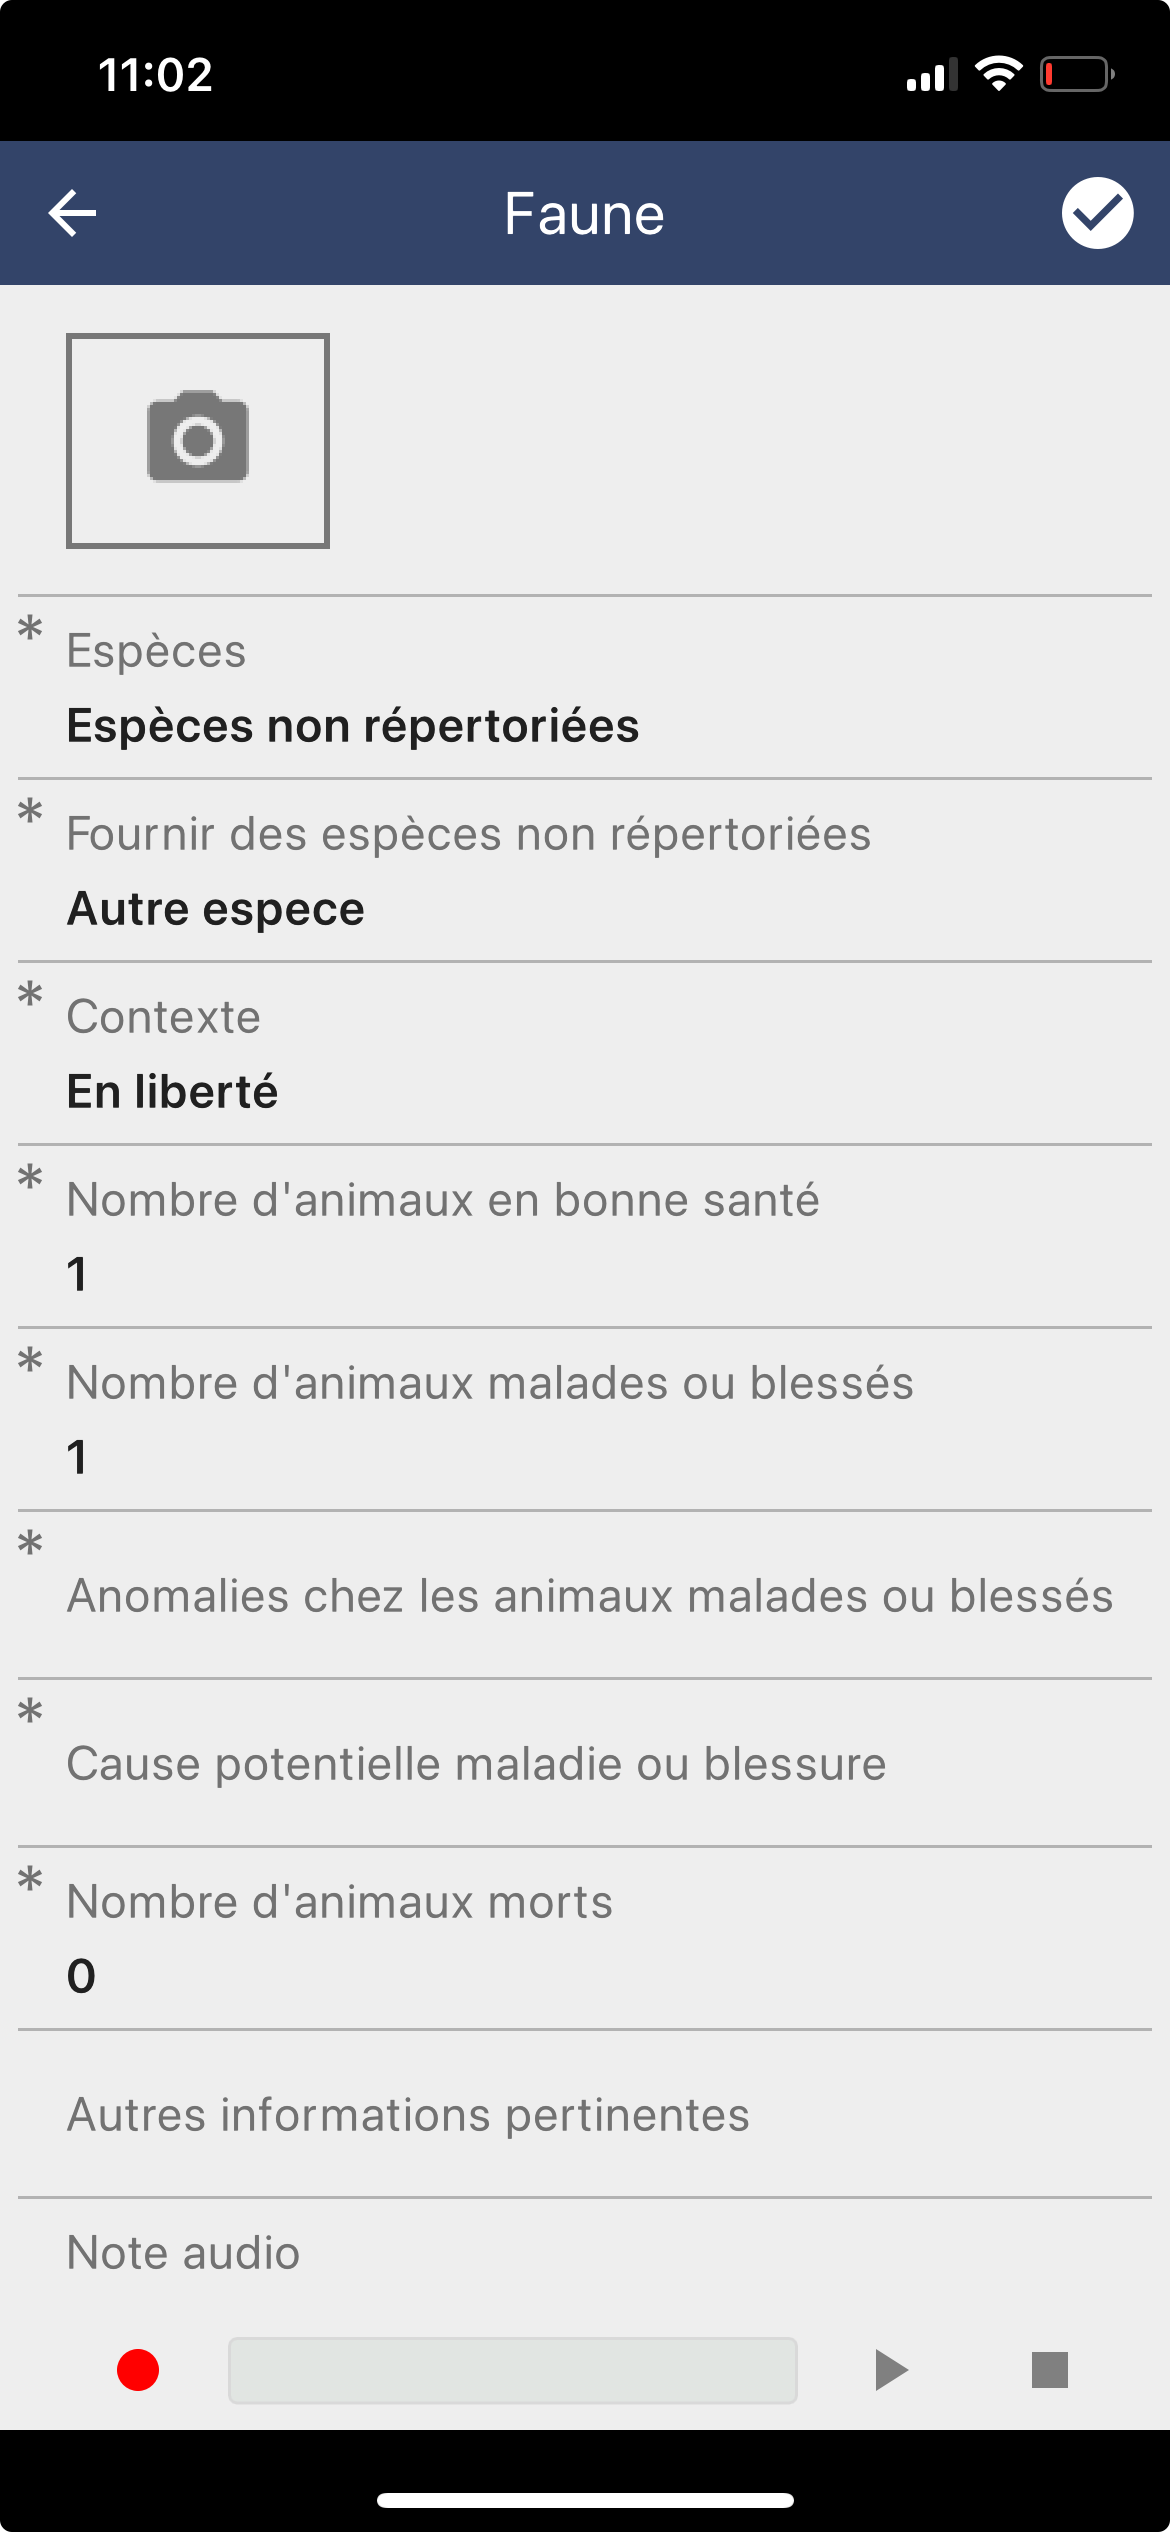 11:02
Faune
* Espèces
Espèces non répertoriées
* Fournir des espèces non répertoriées
Autre espece
* Contexte
En liberté
* Nombre d'animaux en bonne santé
1
* Nombre d'animaux malades ou blessés
1
* Anomalies chez les animaux malades ou blessés
* Cause potentielle maladie ou blessure
* Nombre d'animaux morts
0
Autres informations pertinentes
Note audio